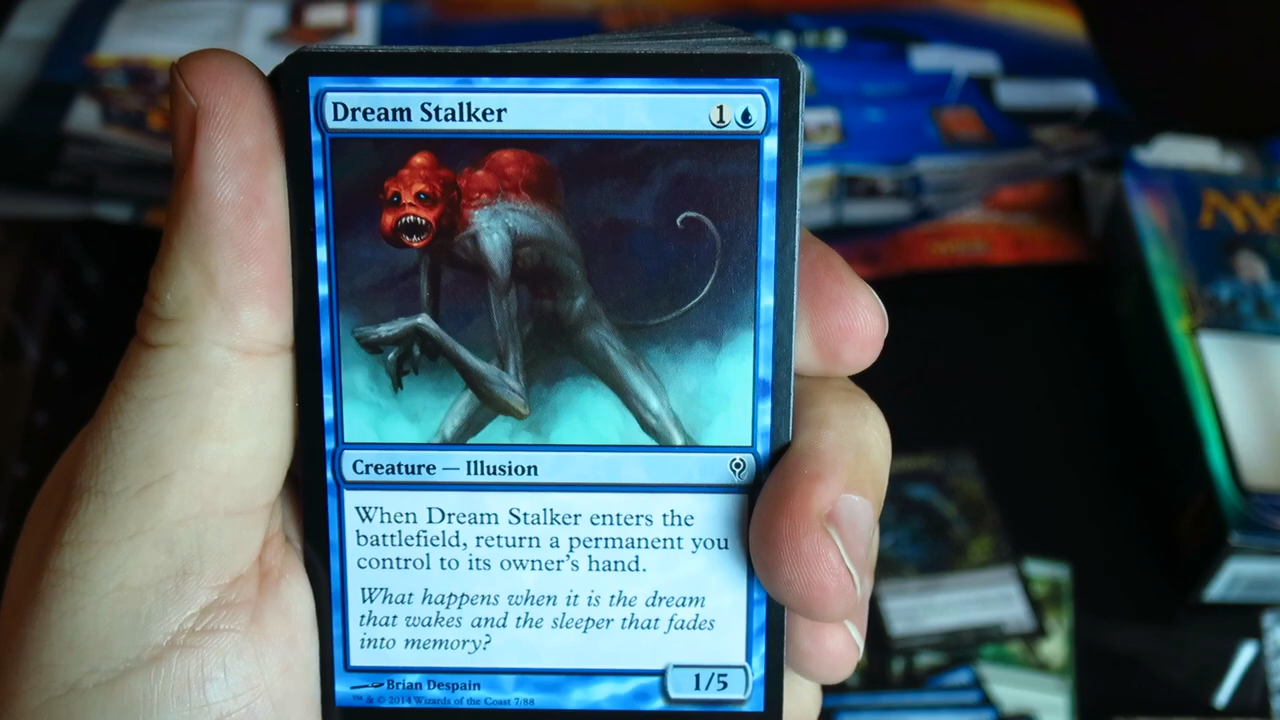 Dream Stalker 1
Creature — Illusion
When Dream Stalker enters the
battlefield, return a permanent you
control to its owner's hand.
What happens when it is the dream
that wakes and the sleeper that fades
into memory?
1/5
Brian Despain
™ & © 2014 Wizards of the Coast 7/88